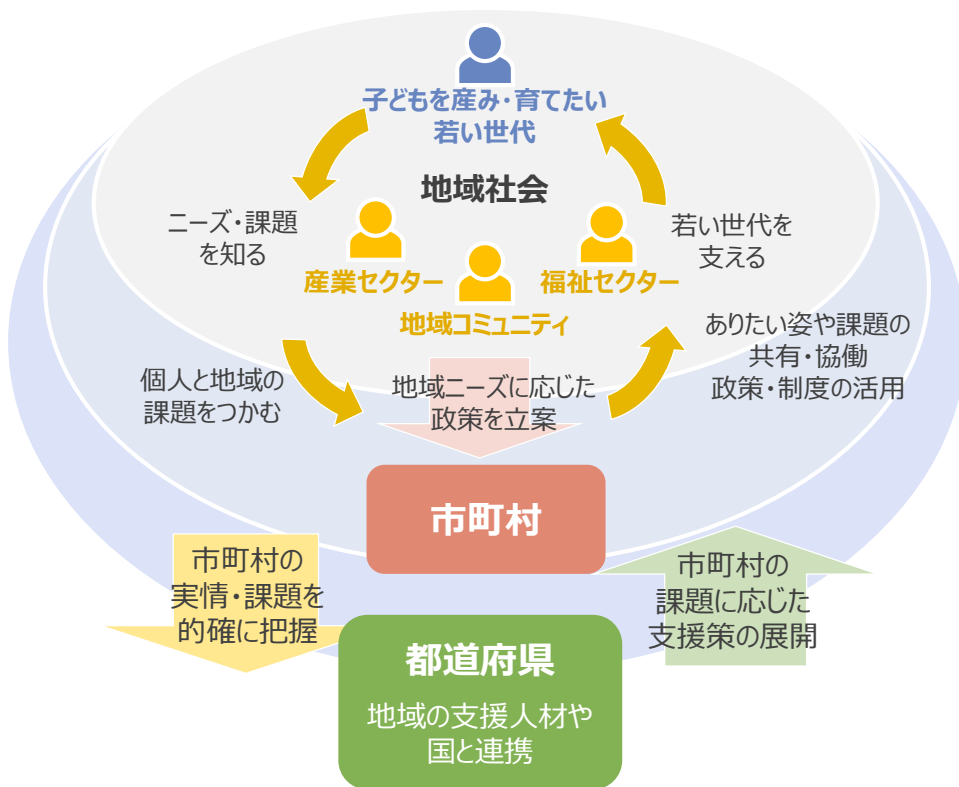 子どもを産み・育てたい
若い世代
地域社会
ニーズ・課題
を知る
若い世代を
支える
産業セクター
福祉セクター
地域コミュニティ
ありたい姿や課題の
共有・協働
政策・制度の活用
個人と地域の
課題をつかむ
地域ニーズに応じた
政策を立案
市町村
市町村の
実情・課題を
的確に把握
市町村の
課題に応じた
支援策の展開
都道府県
地域の支援人材や
国と連携